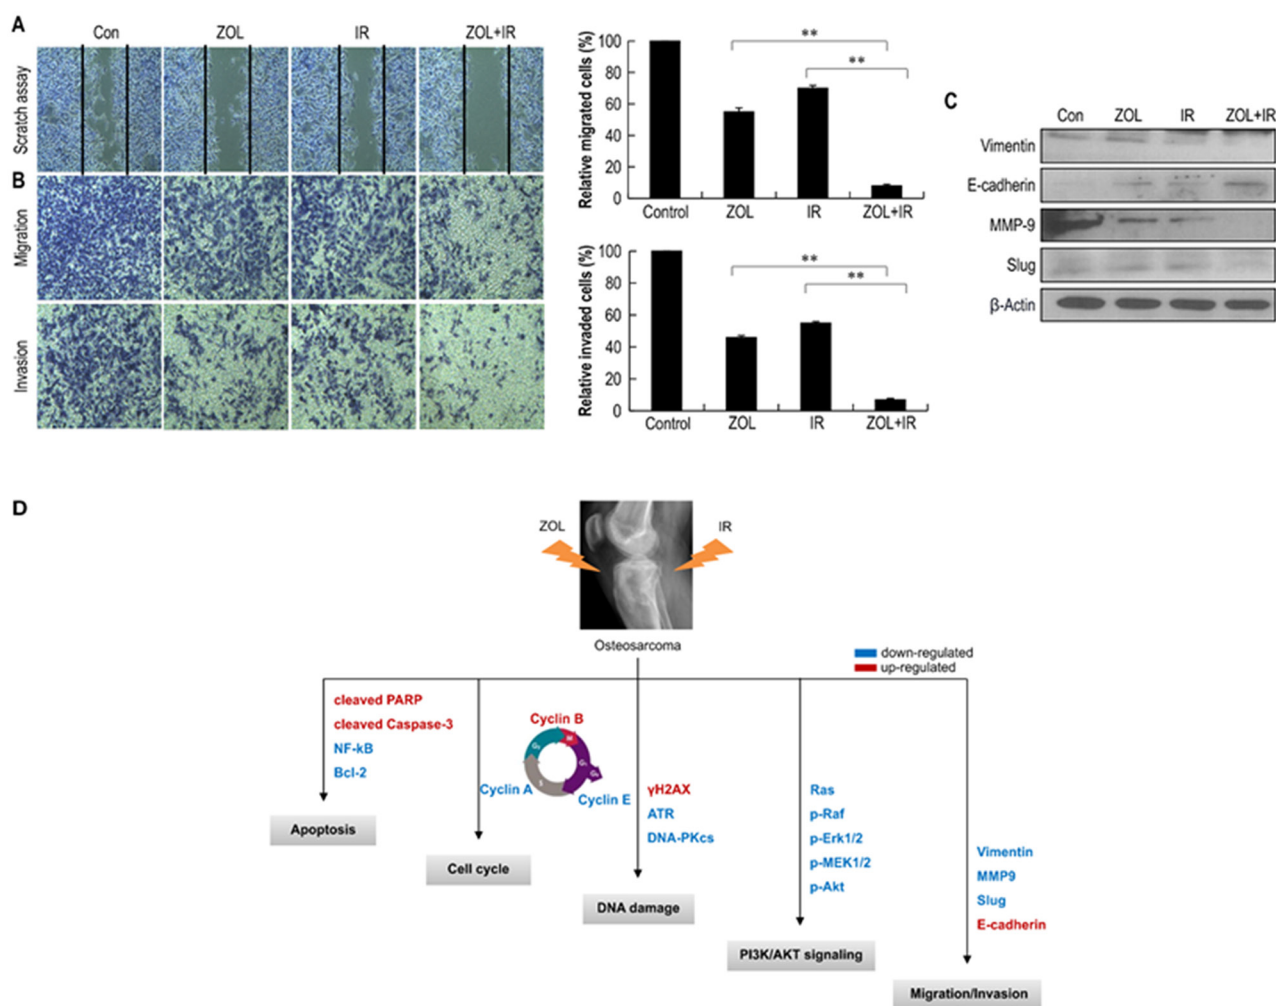 A
Con ZOL IR ZOL+IR
Scratch assay
B
Migration
Invasion
Relative migrated cells (%)
100
80
60
40
20
0
Control ZOL IR ZOL+IR
**
**
Relative invaded cells (%)
100
80
60
40
20
0
Control ZOL IR ZOL+IR
**
**
C
Con ZOL IR ZOL+IR
Vimentin
E-cadherin
MMP-9
Slug
β-Actin
D
ZOL IR
Osteosarcoma
down-regulated
up-regulated
cleaved PARP
cleaved Caspase-3
NF-kB
Bcl-2
Apoptosis
Cyclin B
M
G₁
G₀
S
Cyclin A
Cyclin E
Cell cycle
γH2AX
ATR
DNA-PKcs
DNA damage
Ras
p-Raf
p-Erk1/2
p-MEK1/2
p-Akt
PI3K/AKT signaling
Vimentin
MMP9
Slug
E-cadherin
Migration/Invasion